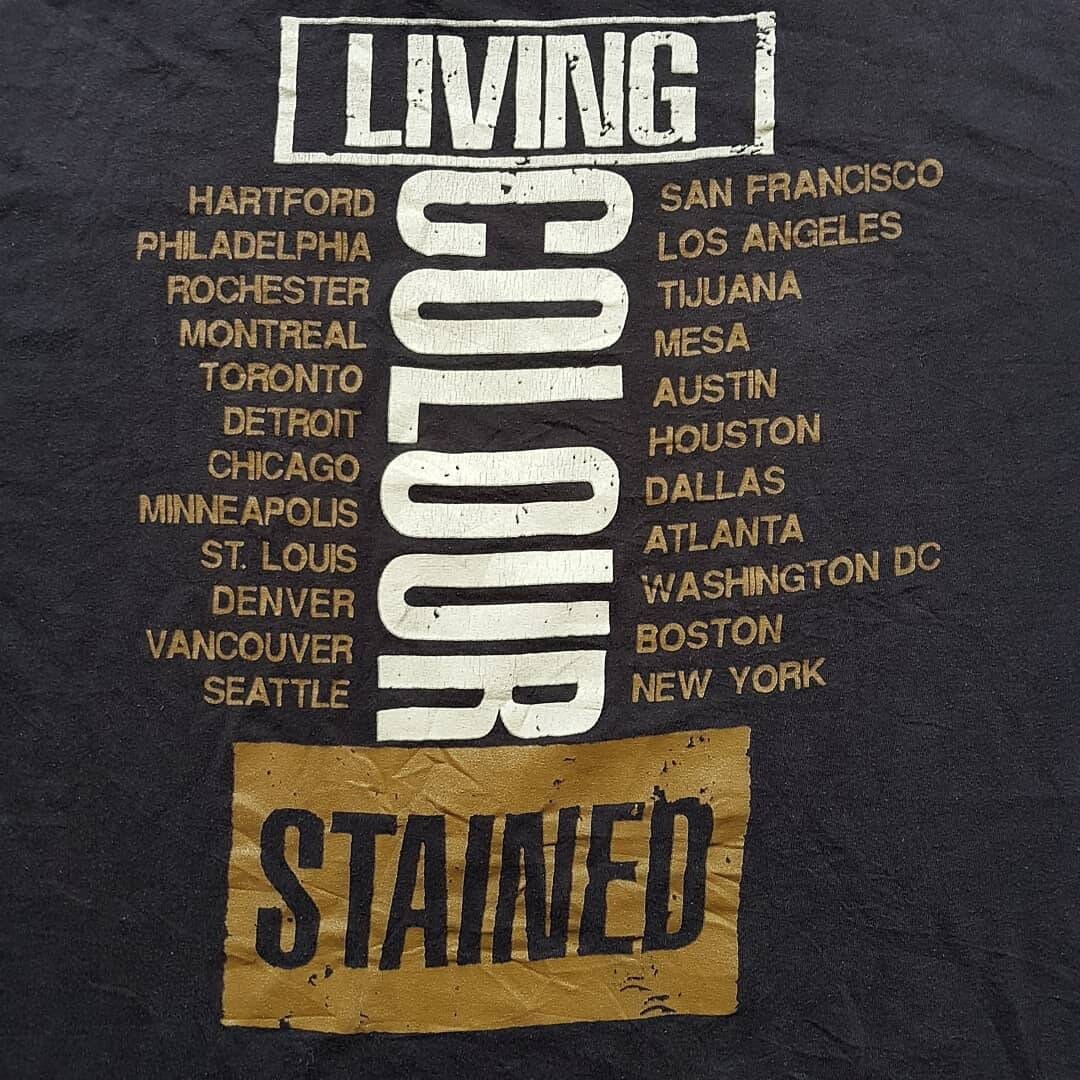 LIVING
COLOUR
HARTFORD
PHILADELPHIA
ROCHESTER
MONTREAL
TORONTO
DETROIT
CHICAGO
MINNEAPOLIS
ST. LOUIS
DENVER
VANCOUVER
SEATTLE
SAN FRANCISCO
LOS ANGELES
TIJUANA
MESA
AUSTIN
HOUSTON
DALLAS
ATLANTA
WASHINGTON DC
BOSTON
NEW YORK
STAINED